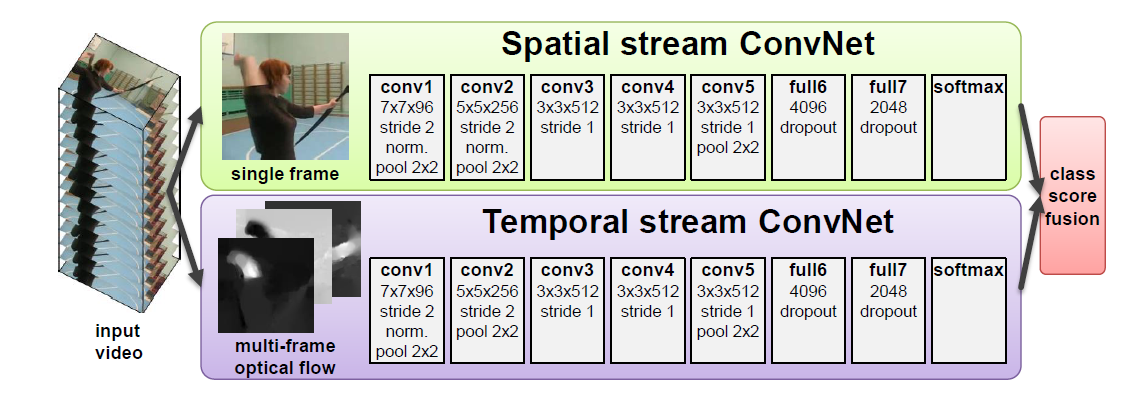 Spatial stream ConvNet
conv1
7x7x96
stride 2
norm.
pool 2x2
conv2
5x5x256
stride 2
norm.
pool 2x2
conv3
3x3x512
stride 1
conv4
3x3x512
stride 1
conv5
3x3x512
stride 1
pool 2x2
full6
4096
dropout
full7
2048
dropout
softmax
single frame
Temporal stream ConvNet
conv1
7x7x96
stride 2
norm.
pool 2x2
conv2
5x5x256
stride 2
pool 2x2
conv3
3x3x512
stride 1
conv4
3x3x512
stride 1
conv5
3x3x512
stride 1
pool 2x2
full6
4096
dropout
full7
2048
dropout
softmax
multi-frame
optical flow
input
video
class
score
fusion